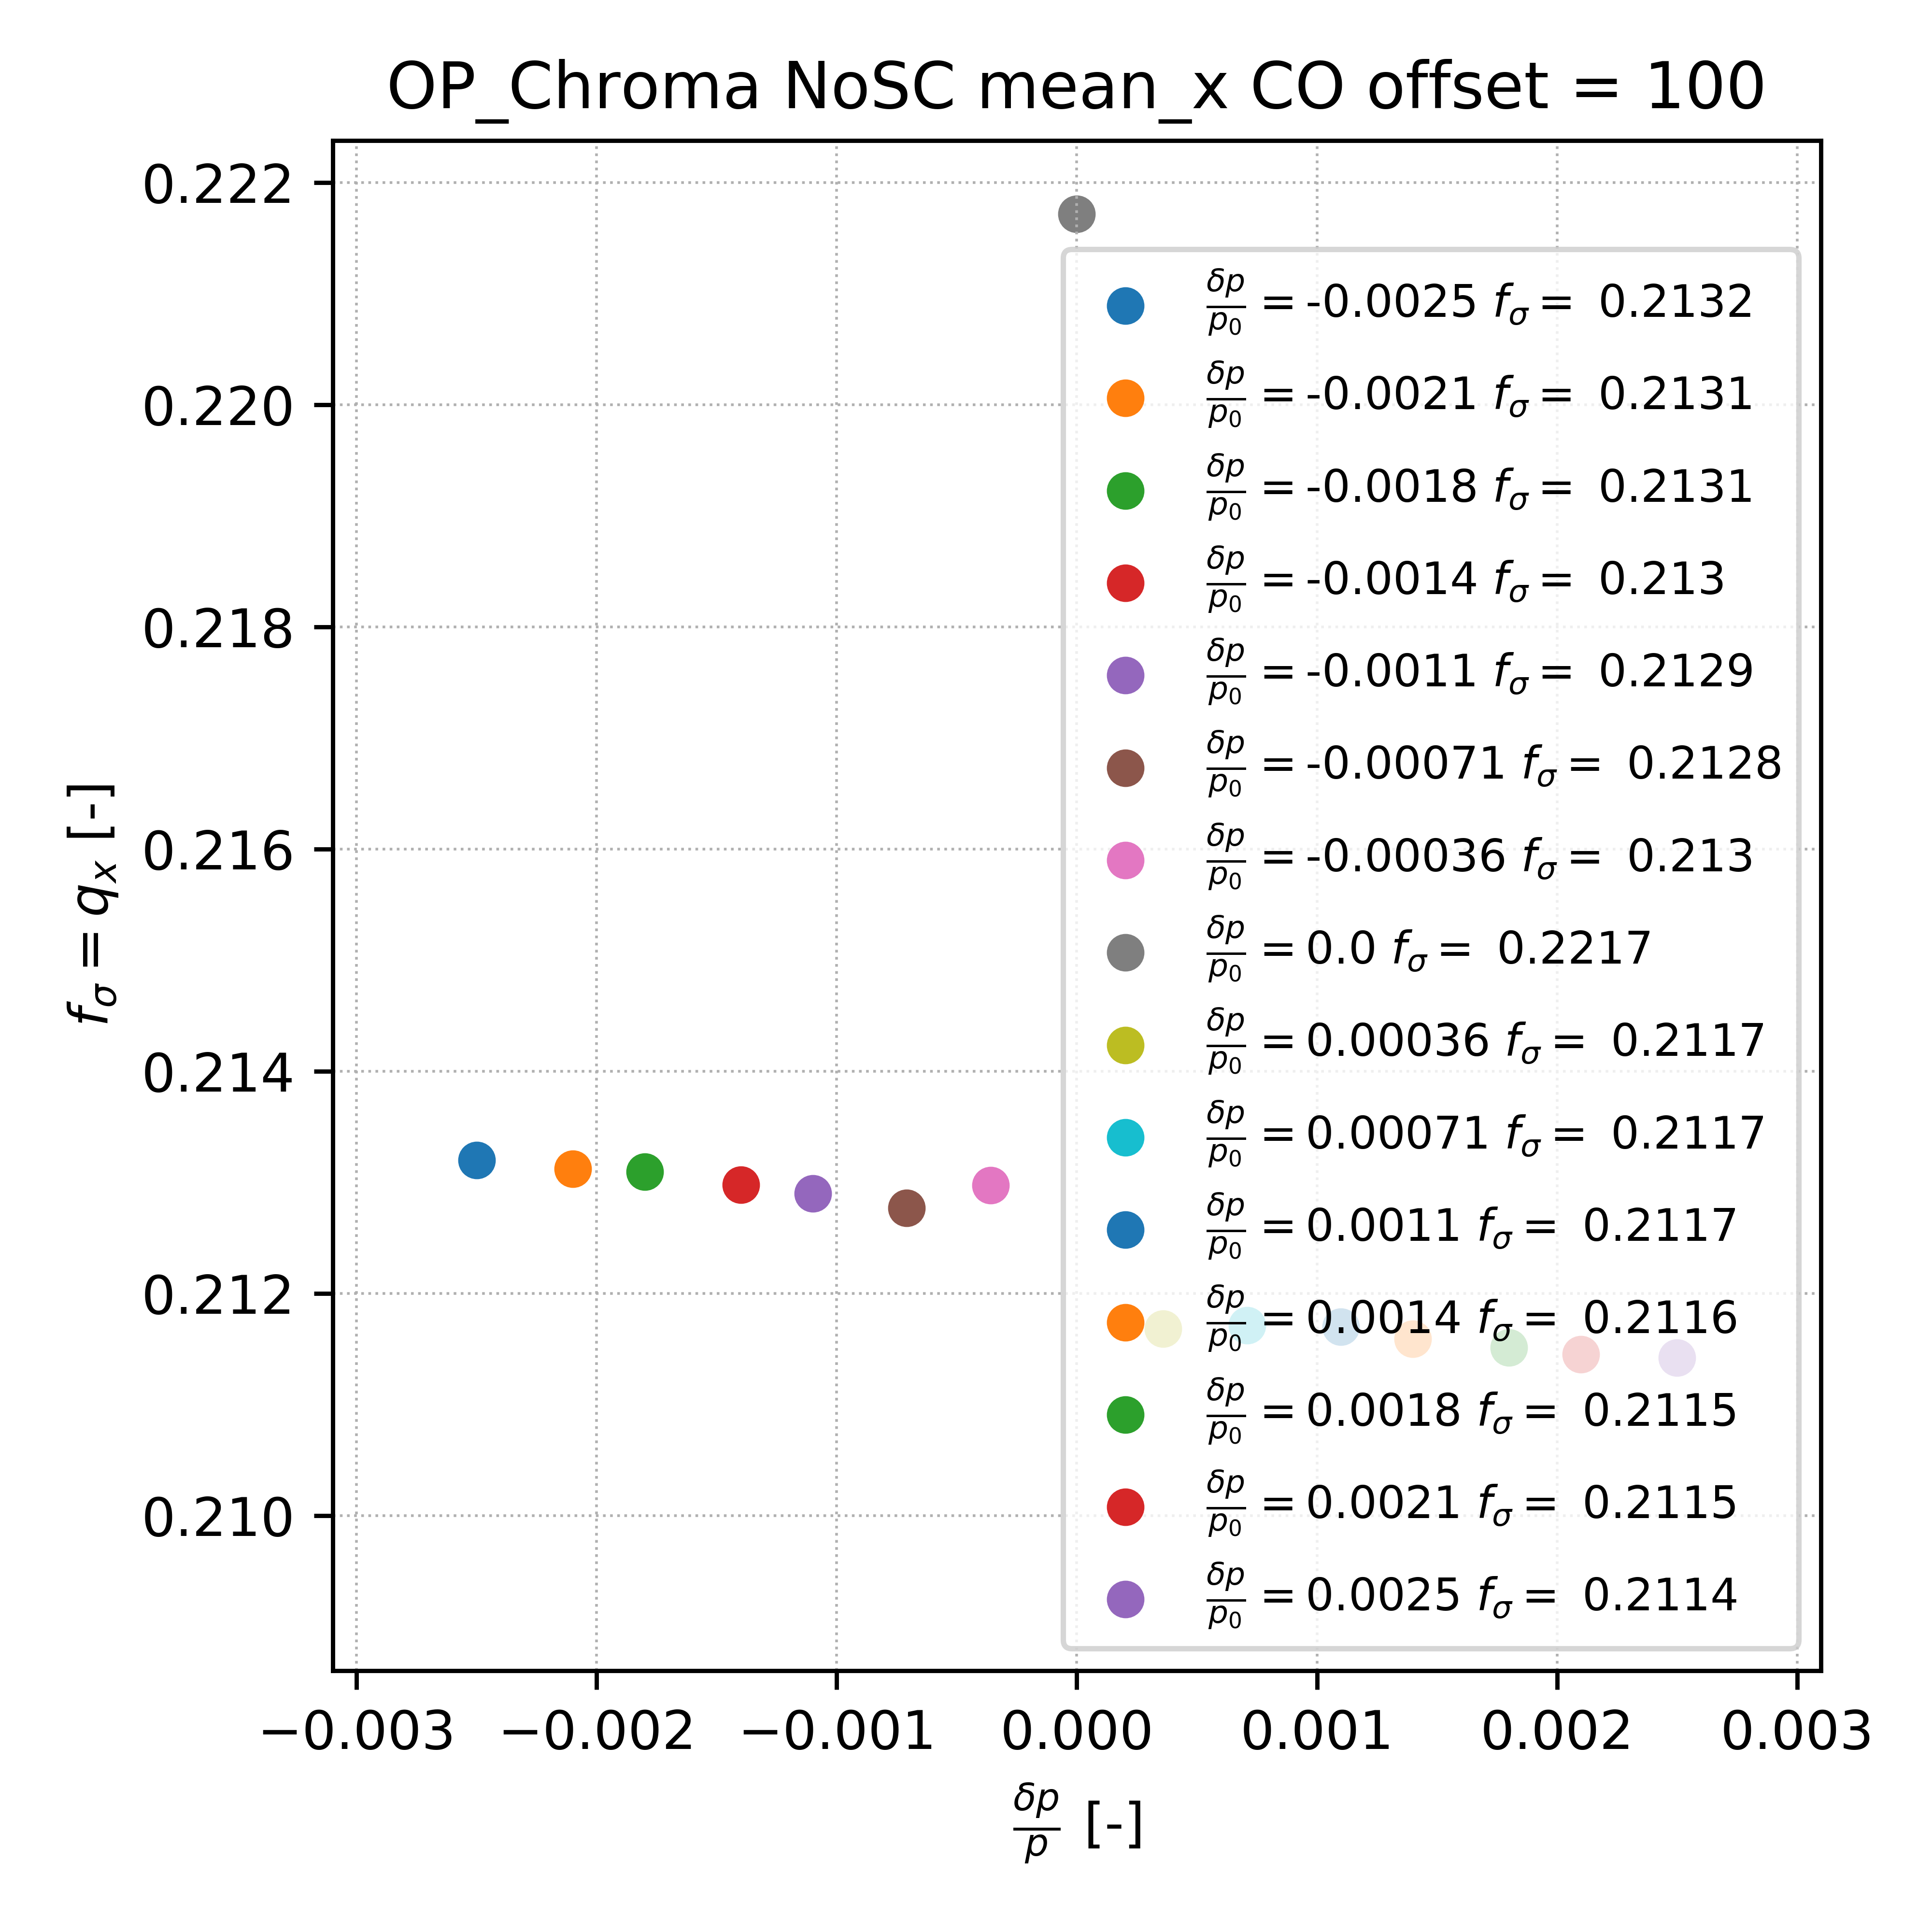 OP_Chroma NoSC mean_x CO offset = 100
0.222
0.220
0.218
0.216
0.214
0.212
0.210
f_σ = q_x [-]
δp/p₀ = -0.0025 f_σ = 0.2132
δp/p₀ = -0.0021 f_σ = 0.2131
δp/p₀ = -0.0018 f_σ = 0.2131
δp/p₀ = -0.0014 f_σ = 0.213
δp/p₀ = -0.0011 f_σ = 0.2129
δp/p₀ = -0.00071 f_σ = 0.2128
δp/p₀ = -0.00036 f_σ = 0.213
δp/p₀ = 0.0 f_σ = 0.2217
δp/p₀ = 0.00036 f_σ = 0.2117
δp/p₀ = 0.00071 f_σ = 0.2117
δp/p₀ = 0.0011 f_σ = 0.2117
δp/p₀ = 0.0014 f_σ = 0.2116
δp/p₀ = 0.0018 f_σ = 0.2115
δp/p₀ = 0.0021 f_σ = 0.2115
δp/p₀ = 0.0025 f_σ = 0.2114
−0.003 −0.002 −0.001 0.000 0.001 0.002 0.003
δp/p [-]